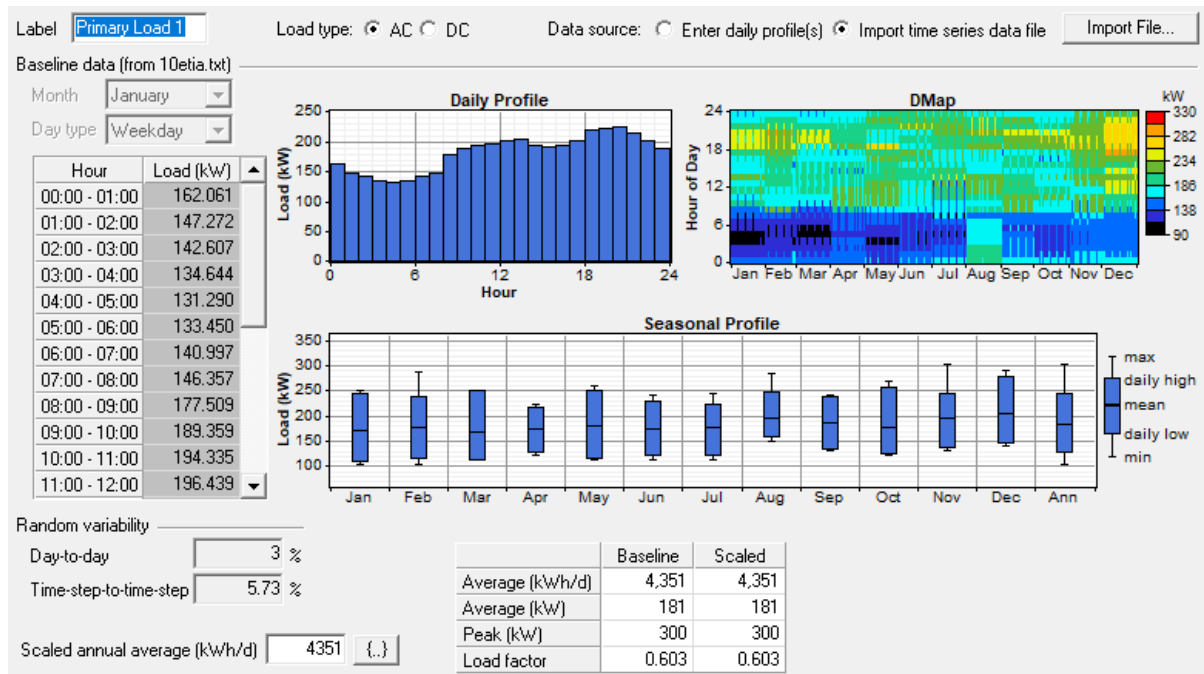 Label Primary Load 1 Load type: AC DC Data source: Enter daily profile(s) Import time series data file Import File...
Baseline data (from 10etia.txt)
Month January
Day type Weekday
Hour Load (kW)
00:00 - 01:00 162.061
01:00 - 02:00 147.272
02:00 - 03:00 142.607
03:00 - 04:00 134.644
04:00 - 05:00 131.290
05:00 - 06:00 133.450
06:00 - 07:00 140.997
07:00 - 08:00 146.357
08:00 - 09:00 177.509
09:00 - 10:00 189.359
10:00 - 11:00 194.335
11:00 - 12:00 196.439
Daily Profile
Load (kW)
250
200
150
100
50
0
0 6 12 18 24
Hour
DMap
Hour of Day
24
18
12
6
0
Jan Feb Mar Apr May Jun Jul Aug Sep Oct Nov Dec
kW
330
282
234
186
138
90
Seasonal Profile
Load (kW)
350
300
250
200
150
100
Jan Feb Mar Apr May Jun Jul Aug Sep Oct Nov Dec Ann
max
daily high
mean
daily low
min
Random variability
Day-to-day 3 %
Time-step-to-time-step 5.73 %
Scaled annual average (kWh/d) 4351 {..}
Baseline Scaled
Average (kWh/d) 4,351 4,351
Average (kW) 181 181
Peak (kW) 300 300
Load factor 0.603 0.603